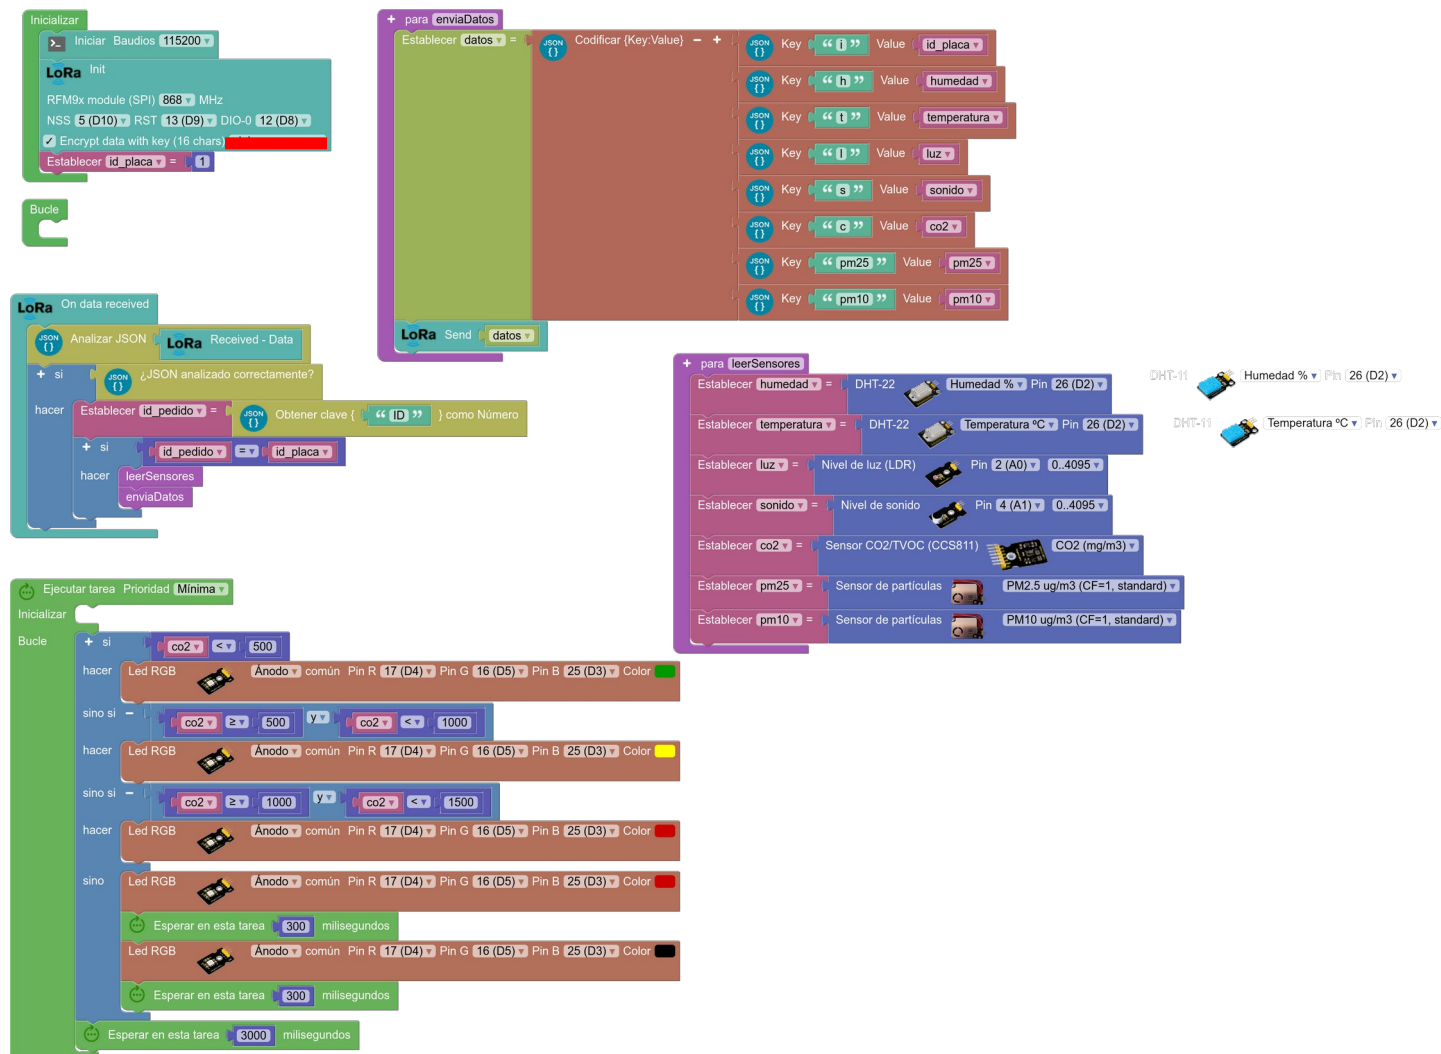 Inicializar
Iniciar Baudios 115200
LoRa Init
RFM9x module (SPI) 868 MHz
NSS 5 (D10) RST 13 (D9) DIO-0 12 (D8)
Encrypt data with key (16 chars)
Establecer id_placa = 1
Bucle
+ para enviaDatos
Establecer datos = JSON { } Codificar {Key:Value} − +
JSON { } Key “ i ” Value id_placa
JSON { } Key “ h ” Value humedad
JSON { } Key “ t ” Value temperatura
JSON { } Key “ l ” Value luz
JSON { } Key “ s ” Value sonido
JSON { } Key “ c ” Value co2
JSON { } Key “ pm25 ” Value pm25
JSON { } Key “ pm10 ” Value pm10
LoRa Send datos
LoRa On data received
JSON { } Analizar JSON LoRa Received - Data
+ si JSON { } ¿JSON analizado correctamente?
hacer Establecer id_pedido = JSON { } Obtener clave { “ ID ” } como Número
+ si id_pedido = id_placa
hacer leerSensores
enviaDatos
+ para leerSensores
Establecer humedad = DHT-22 Humedad % Pin 26 (D2)
Establecer temperatura = DHT-22 Temperatura ºC Pin 26 (D2)
Establecer luz = Nivel de luz (LDR) Pin 2 (A0) 0..4095
Establecer sonido = Nivel de sonido Pin 4 (A1) 0..4095
Establecer co2 = Sensor CO2/TVOC (CCS811) CO2 (mg/m3)
Establecer pm25 = Sensor de partículas PM2.5 ug/m3 (CF=1, standard)
Establecer pm10 = Sensor de partículas PM10 ug/m3 (CF=1, standard)
DHT-11 Humedad % Pin 26 (D2)
DHT-11 Temperatura ºC Pin 26 (D2)
Ejecutar tarea Prioridad Mínima
Inicializar
Bucle + si co2 < 500
hacer Led RGB Ánodo común Pin R 17 (D4) Pin G 16 (D5) Pin B 25 (D3) Color
sino si − co2 ≥ 500 y co2 < 1000
hacer Led RGB Ánodo común Pin R 17 (D4) Pin G 16 (D5) Pin B 25 (D3) Color
sino si − co2 ≥ 1000 y co2 < 1500
hacer Led RGB Ánodo común Pin R 17 (D4) Pin G 16 (D5) Pin B 25 (D3) Color
sino Led RGB Ánodo común Pin R 17 (D4) Pin G 16 (D5) Pin B 25 (D3) Color
Esperar en esta tarea 300 milisegundos
Led RGB Ánodo común Pin R 17 (D4) Pin G 16 (D5) Pin B 25 (D3) Color
Esperar en esta tarea 300 milisegundos
Esperar en esta tarea 3000 milisegundos